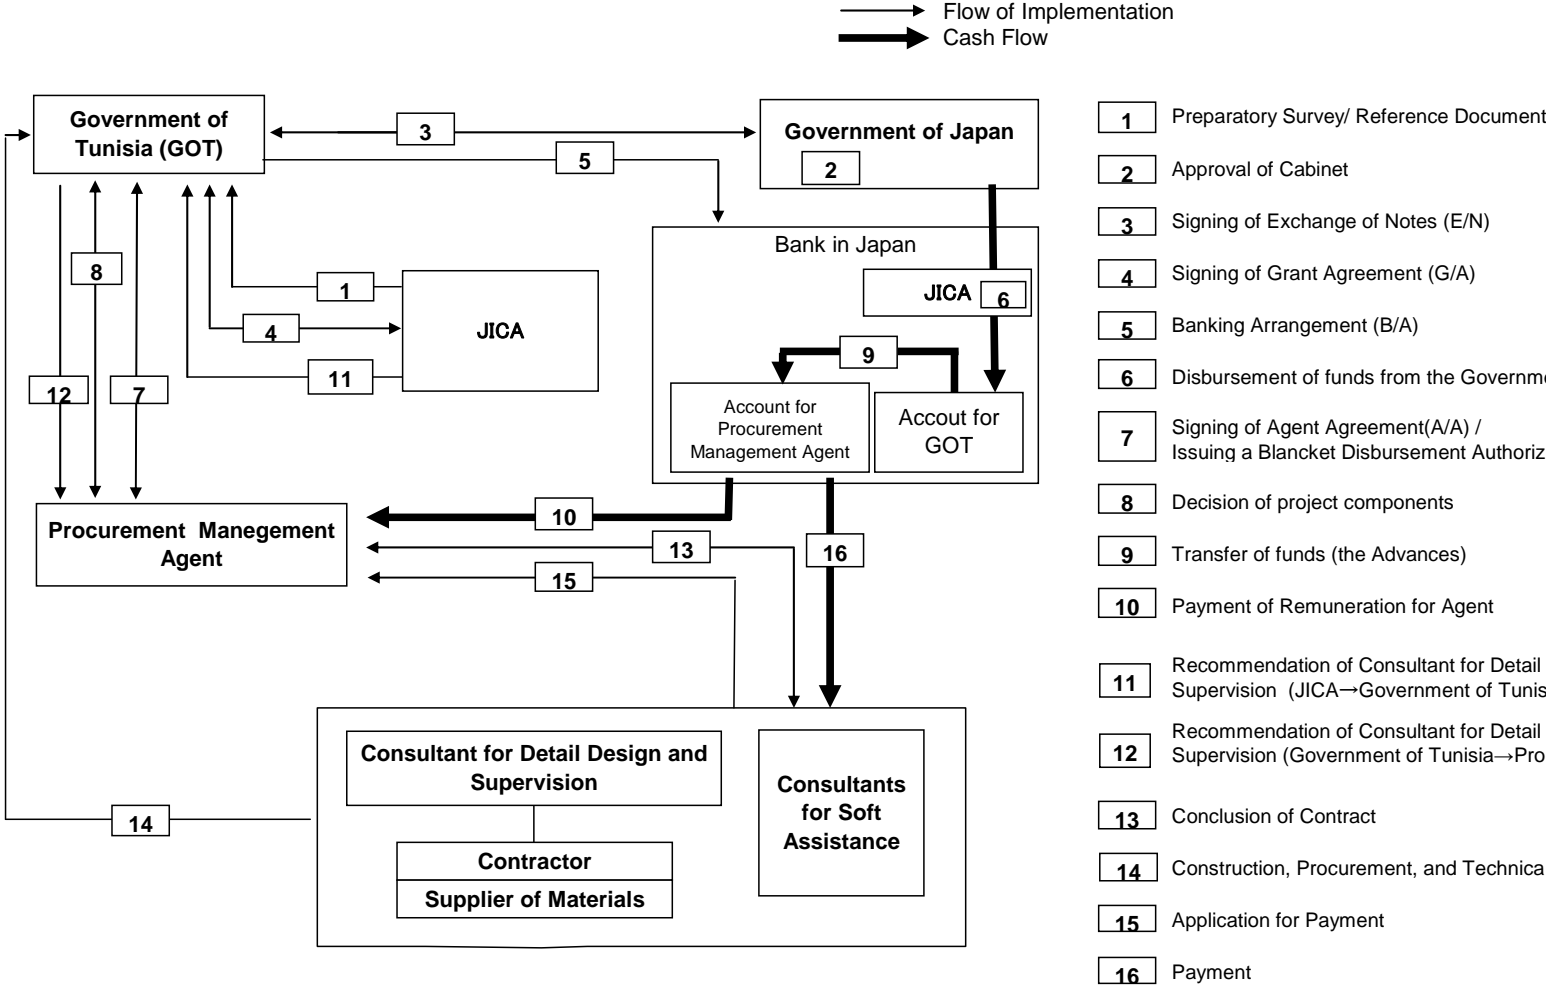 Flow of Implementation
Cash Flow
Government of
Tunisia (GOT)
3
Government of Japan
2
5
Bank in Japan
JICA
6
8
1
4
JICA
11
12
7
9
Account for
Procurement
Management Agent
Accout for
GOT
Procurement Manegement
Agent
10
13
15
16
Consultant for Detail Design and
Supervision
Contractor
Supplier of Materials
Consultants
for Soft
Assistance
14
1 Preparatory Survey/ Reference Document
2 Approval of Cabinet
3 Signing of Exchange of Notes (E/N)
4 Signing of Grant Agreement (G/A)
5 Banking Arrangement (B/A)
6 Disbursement of funds from the Governm
7 Signing of Agent Agreement(A/A) /
Issuing a Blancket Disbursement Authoriz
8 Decision of project components
9 Transfer of funds (the Advances)
10 Payment of Remuneration for Agent
11 Recommendation of Consultant for Detail
Supervision (JICA→Government of Tunis
12 Recommendation of Consultant for Detail
Supervision (Government of Tunisia→Pro
13 Conclusion of Contract
14 Construction, Procurement, and Technica
15 Application for Payment
16 Payment